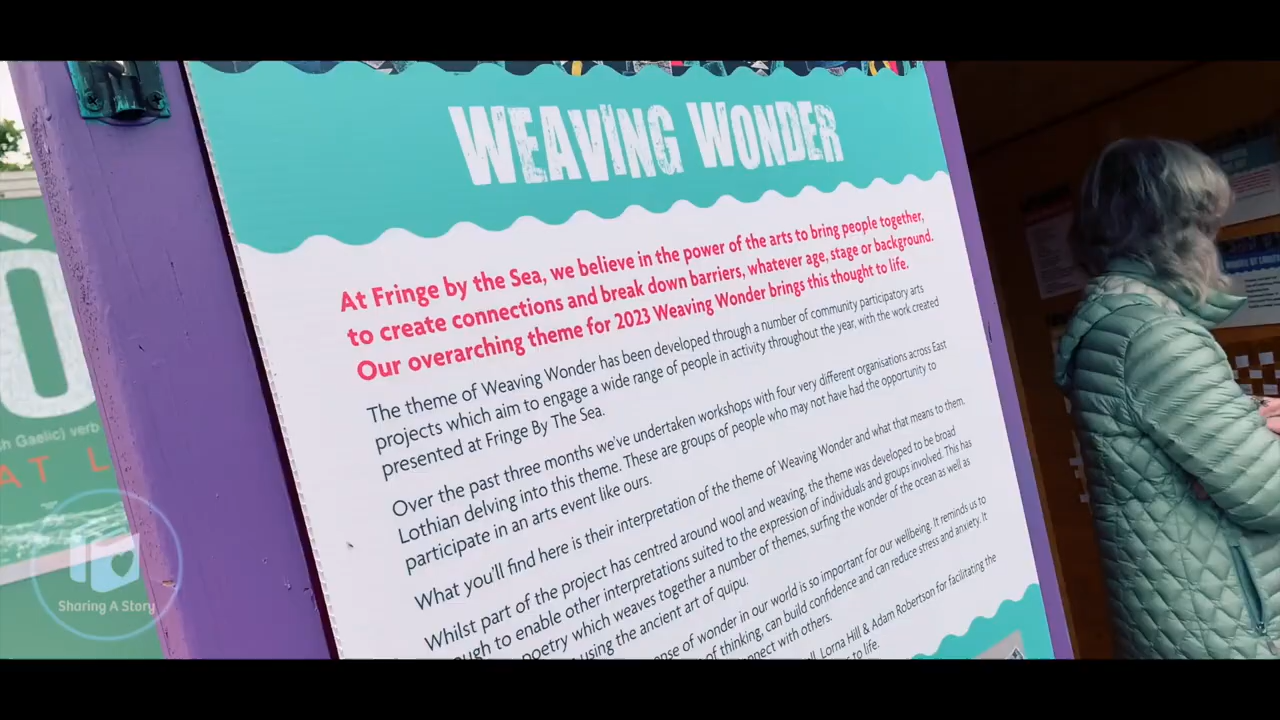 WEAVING WONDER
At Fringe by the Sea, we believe in the power of the arts to bring people together,
to create connections and break down barriers, whatever age, stage or background.
Our overarching theme for 2023 Weaving Wonder brings this thought to life.
The theme of Weaving Wonder has been developed through a number of community participatory arts
projects which aim to engage a wide range of people in activity throughout the year, with the work created
presented at Fringe By The Sea.
Over the past three months we've undertaken workshops with four very different organisations across East
Lothian delving into this theme. These are groups of people who may not have had the opportunity to
participate in an arts event like ours.
What you'll find here is their interpretation of the theme of Weaving Wonder and what that means to them.
Whilst part of the project has centred around wool and weaving, the theme was developed to be broad
ough to enable other interpretations suited to the expression of individuals and groups involved. This has
poetry which weaves together a number of themes, surfing the wonder of the ocean as well as
using the ancient art of quipu.
ense of wonder in our world is so important for our wellbeing. It reminds us to
of thinking, can build confidence and can reduce stress and anxiety. It
nnect with others.
ll, Lorna Hill & Adam Robertson for facilitating the
to life.
Ò
h Gaelic) verb
AT L
Sharing A Story